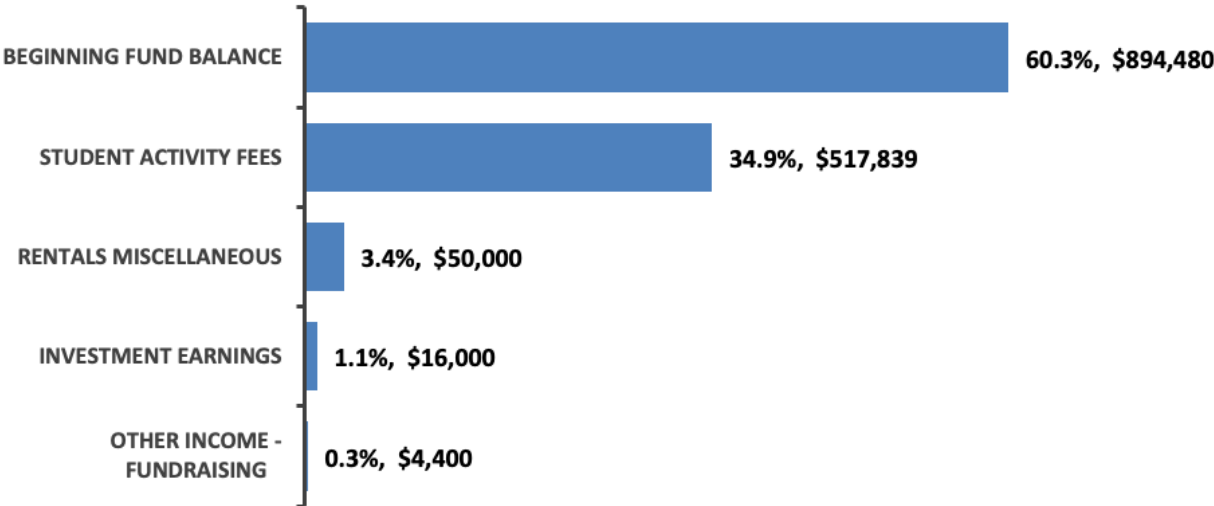 BEGINNING FUND BALANCE
60.3%, $894,480
STUDENT ACTIVITY FEES
34.9%, $517,839
RENTALS MISCELLANEOUS
3.4%, $50,000
INVESTMENT EARNINGS
1.1%, $16,000
OTHER INCOME -
FUNDRAISING
0.3%, $4,400